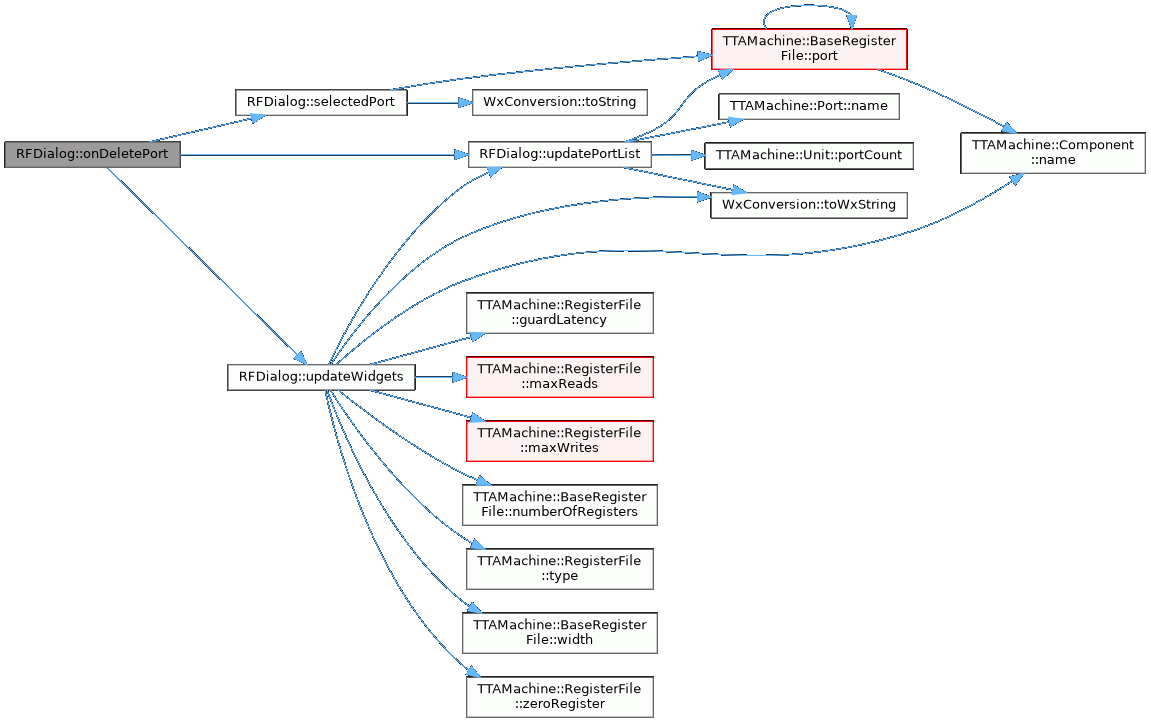 TTAMachine::BaseRegister
File::port
RFDialog::selectedPort
WxConversion::toString
TTAMachine::Port::name
RFDialog::onDeletePort
RFDialog::updatePortList
TTAMachine::Unit::portCount
TTAMachine::Component
::name
WxConversion::toWxString
TTAMachine::RegisterFile
::guardLatency
RFDialog::updateWidgets
TTAMachine::RegisterFile
::maxReads
TTAMachine::RegisterFile
::maxWrites
TTAMachine::BaseRegister
File::numberOfRegisters
TTAMachine::RegisterFile
::type
TTAMachine::BaseRegister
File::width
TTAMachine::RegisterFile
::zeroRegister